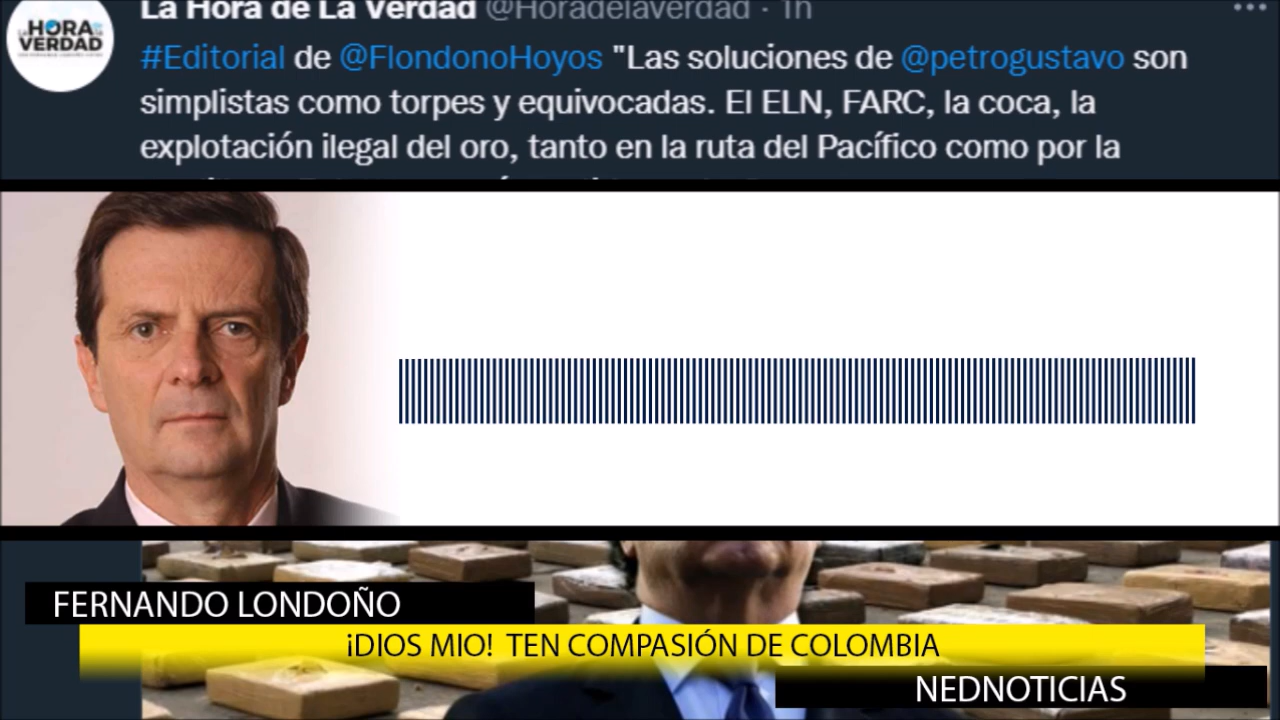 La Hora de La Verdad @Horadelaverdad · 1h
HORA
VERDAD
#Editorial de @FlondonoHoyos "Las soluciones de @petrogustavo son
simplistas como torpes y equivocadas. El ELN, FARC, la coca, la
explotación ilegal del oro, tanto en la ruta del Pacífico como por la
FERNANDO LONDOÑO
¡DIOS MIO! TEN COMPASIÓN DE COLOMBIA
NEDNOTICIAS